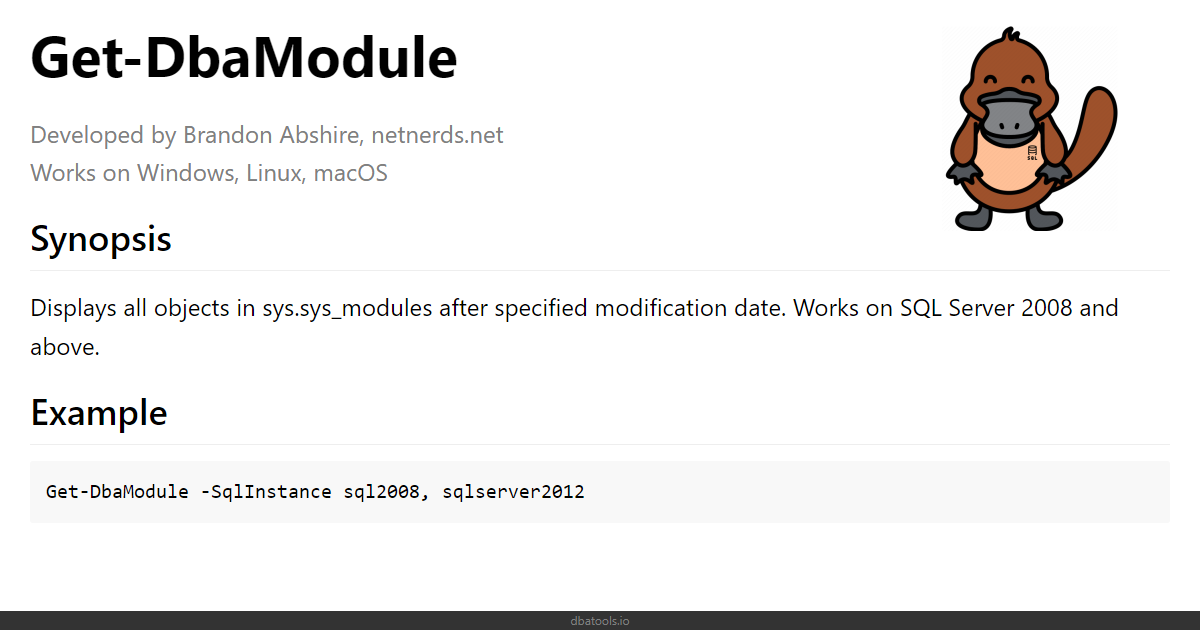 Get-DbaModule
Developed by Brandon Abshire, netnerds.net
Works on Windows, Linux, macOS
SQL
Synopsis
Displays all objects in sys.sys_modules after specified modification date. Works on SQL Server 2008 and
above.
Example
Get-DbaModule -SqlInstance sql2008, sqlserver2012
dbatools.io